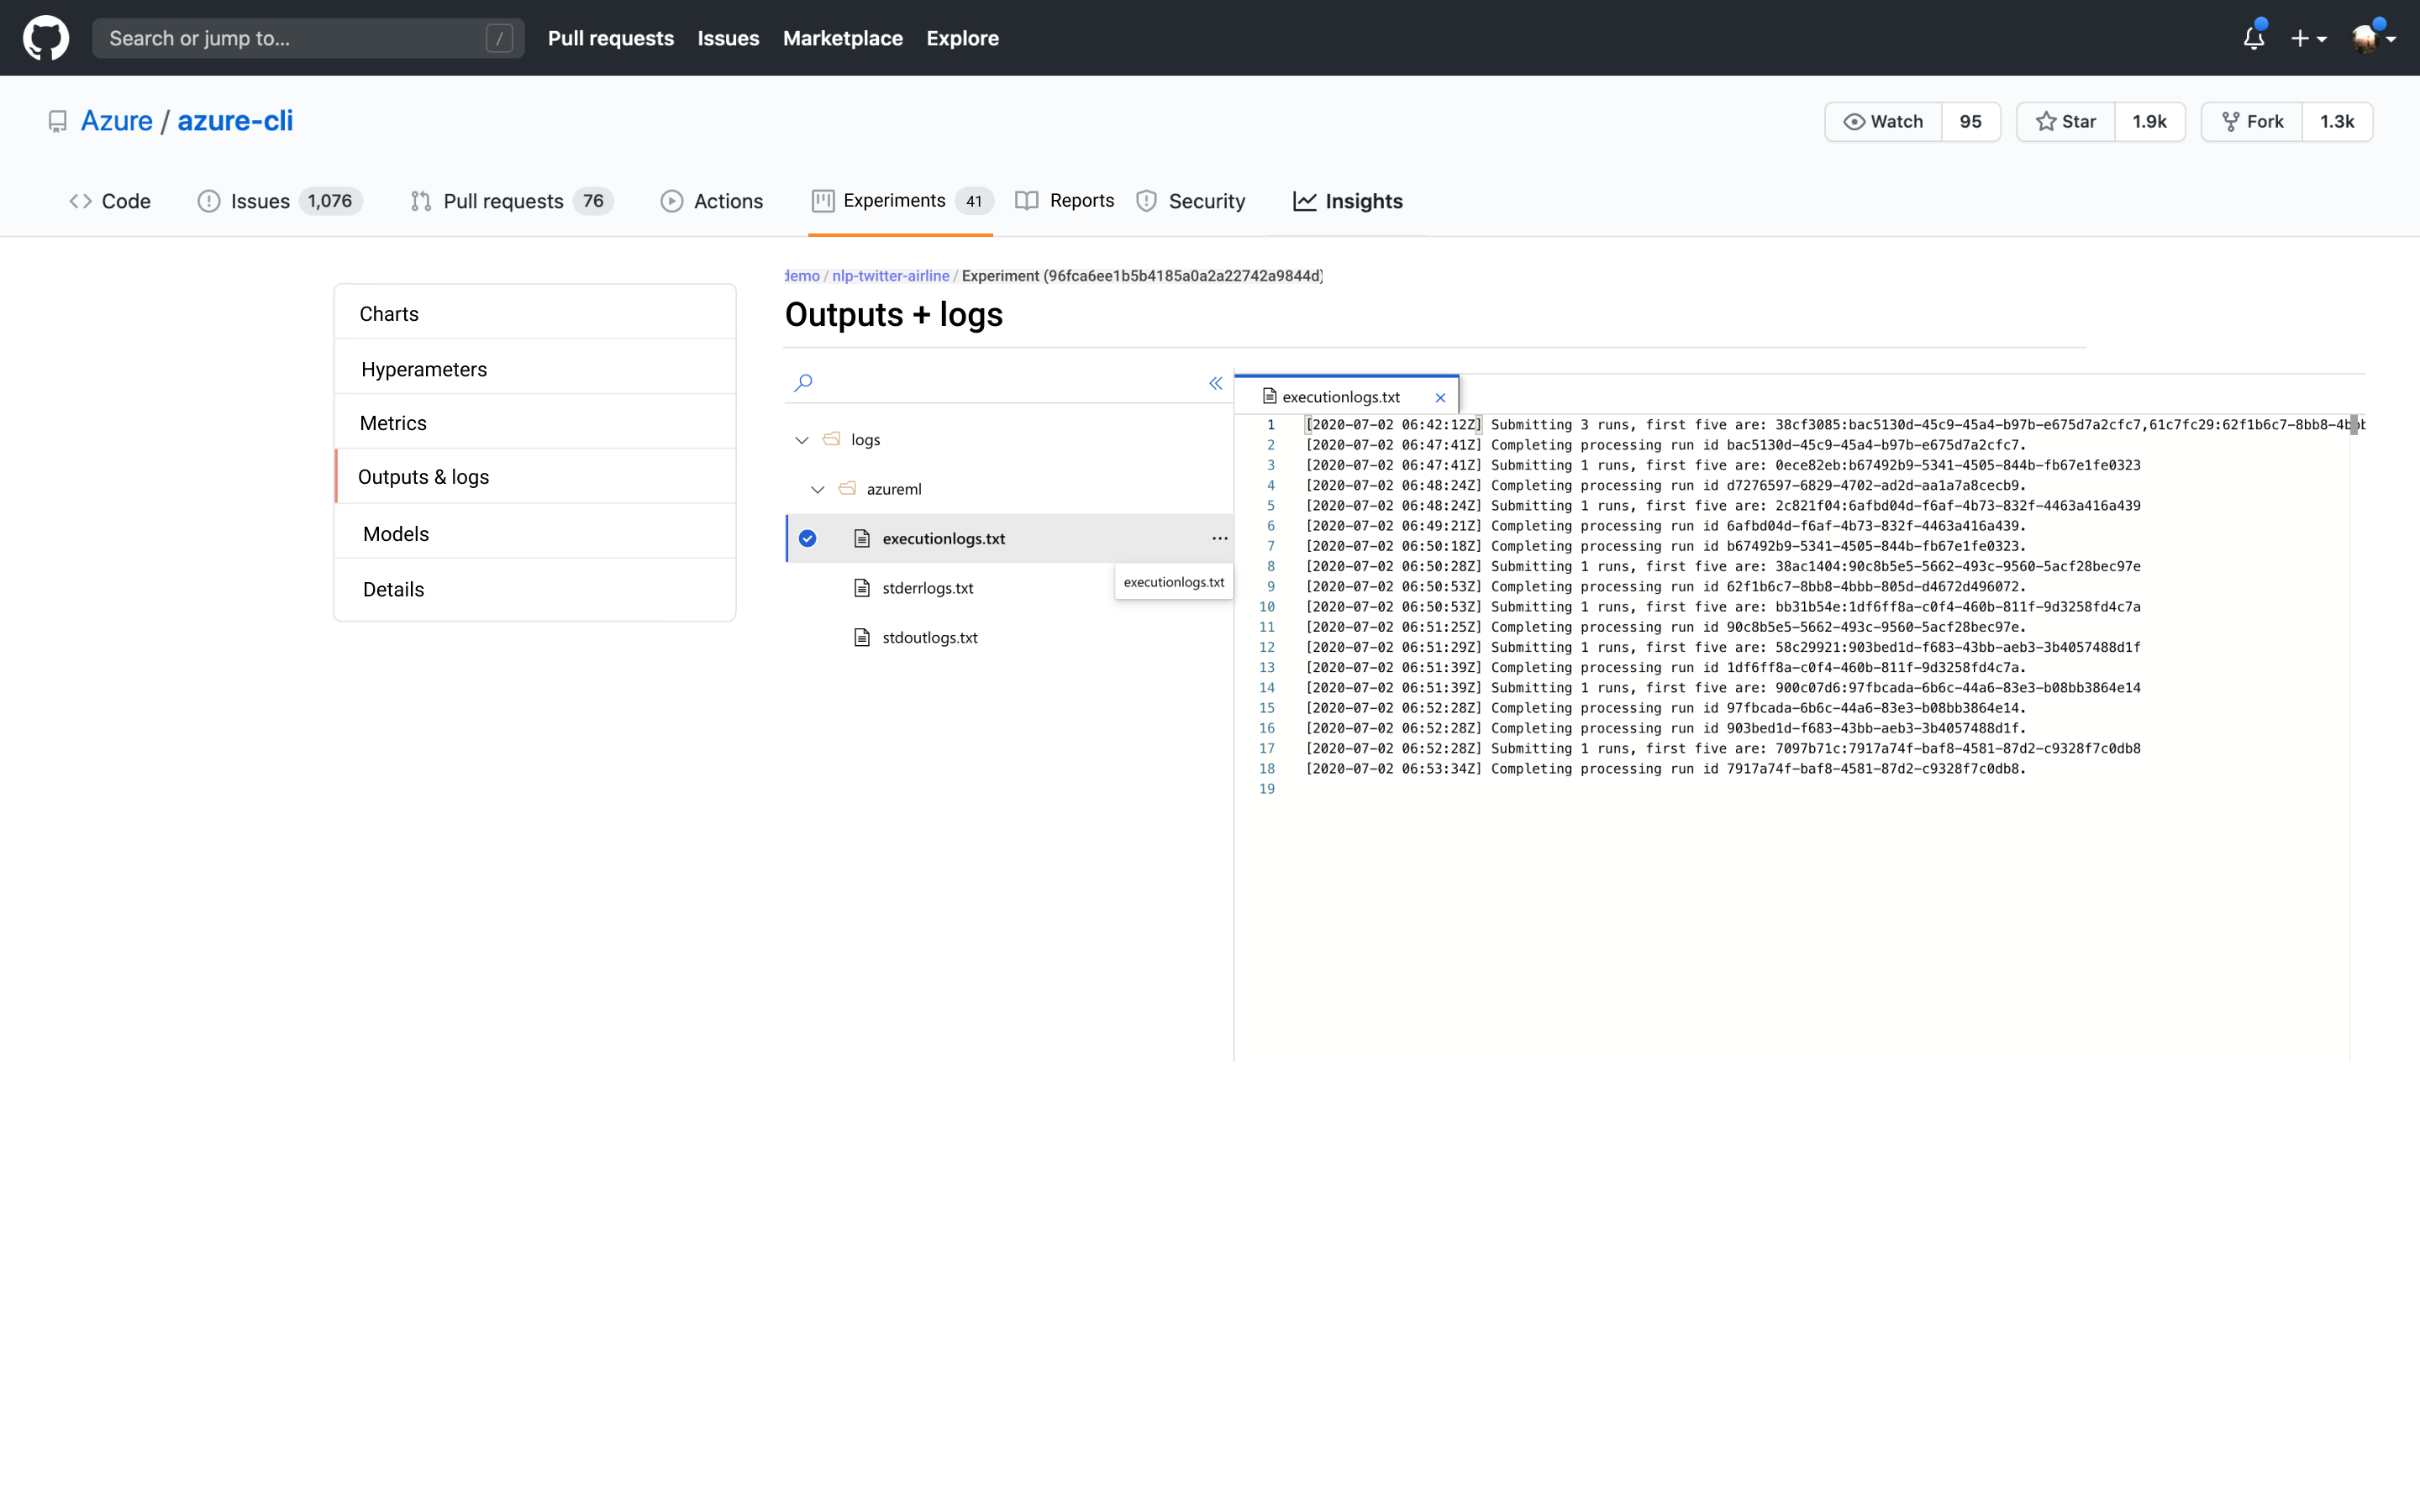 Search or jump to... /
Pull requests Issues Marketplace Explore
Azure / azure-cli
Watch 95 Star 1.9k Fork 1.3k
Code Issues 1,076 Pull requests 76 Actions Experiments 41 Reports Security Insights
demo / nlp-twitter-airline / Experiment (96fca6ee1b5b4185a0a2a22742a9844d)
Outputs + logs
Charts
Hyperameters
Metrics
Outputs & logs
Models
Details
logs
azureml
executionlogs.txt ...
executionlogs.txt
stderrlogs.txt
stdoutlogs.txt
executionlogs.txt
1 [2020-07-02 06:42:12Z] Submitting 3 runs, first five are: 38cf3085:bac5130d-45c9-45a4-b97b-e675d7a2cfc7,61c7fc29:62f1b6c7-8bb8-4b
2 [2020-07-02 06:47:41Z] Completing processing run id bac5130d-45c9-45a4-b97b-e675d7a2cfc7.
3 [2020-07-02 06:47:41Z] Submitting 1 runs, first five are: 0ece82eb:b67492b9-5341-4505-844b-fb67e1fe0323
4 [2020-07-02 06:48:24Z] Completing processing run id d7276597-6829-4702-ad2d-aa1a7a8cecb9.
5 [2020-07-02 06:48:24Z] Submitting 1 runs, first five are: 2c821f04:6afbd04d-f6af-4b73-832f-4463a416a439
6 [2020-07-02 06:49:21Z] Completing processing run id 6afbd04d-f6af-4b73-832f-4463a416a439.
7 [2020-07-02 06:50:18Z] Completing processing run id b67492b9-5341-4505-844b-fb67e1fe0323.
8 [2020-07-02 06:50:28Z] Submitting 1 runs, first five are: 38ac1404:90c8b5e5-5662-493c-9560-5acf28bec97e
9 [2020-07-02 06:50:53Z] Completing processing run id 62f1b6c7-8bb8-4bbb-805d-d4672d496072.
10 [2020-07-02 06:50:53Z] Submitting 1 runs, first five are: bb31b54e:1df6ff8a-c0f4-460b-811f-9d3258fd4c7a
11 [2020-07-02 06:51:25Z] Completing processing run id 90c8b5e5-5662-493c-9560-5acf28bec97e.
12 [2020-07-02 06:51:29Z] Submitting 1 runs, first five are: 58c29921:903bed1d-f683-43bb-aeb3-3b4057488d1f
13 [2020-07-02 06:51:39Z] Completing processing run id 1df6ff8a-c0f4-460b-811f-9d3258fd4c7a.
14 [2020-07-02 06:51:39Z] Submitting 1 runs, first five are: 900c07d6:97fbcada-6b6c-44a6-83e3-b08bb3864e14
15 [2020-07-02 06:52:28Z] Completing processing run id 97fbcada-6b6c-44a6-83e3-b08bb3864e14.
16 [2020-07-02 06:52:28Z] Completing processing run id 903bed1d-f683-43bb-aeb3-3b4057488d1f.
17 [2020-07-02 06:52:28Z] Submitting 1 runs, first five are: 7097b71c:7917a74f-baf8-4581-87d2-c9328f7c0db8
18 [2020-07-02 06:53:34Z] Completing processing run id 7917a74f-baf8-4581-87d2-c9328f7c0db8.
19